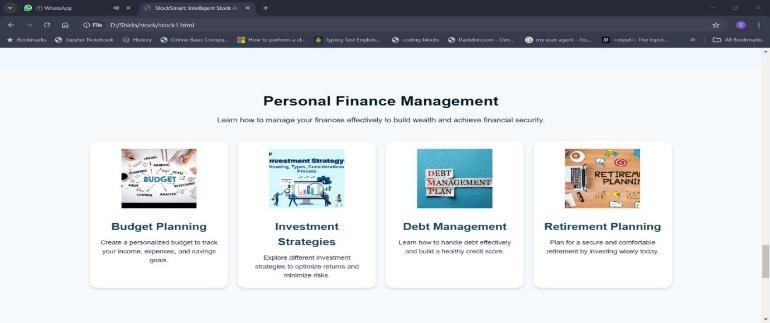 (1) WhatsApp
StockSmart: Intelligent Stock A
File D:/Shirin/stock/stock1.html
Bookmarks Jupyter Notebook History Online Basic Compu... How to perform a cl... Typing Test English... coding blocks Pastebin.com - Dev... my user agent - Go... <input>: The Input... » All Bookmarks
Personal Finance Management
Learn how to manage your finances effectively to build wealth and achieve financial security.
BUDGET
Investment Strategy
Meaning, Types, Considerations
Process
DEBT
MANAGEMENT
PLAN
Budget Planning
Create a personalized budget to track
your income, expenses, and savings
goals.
Investment
Strategies
Explore different investment
strategies to optimize returns and
minimize risks.
Debt Management
Learn how to handle debt effectively
and build a healthy credit score.
Retirement Planning
Plan for a secure and comfortable
retirement by investing wisely today.